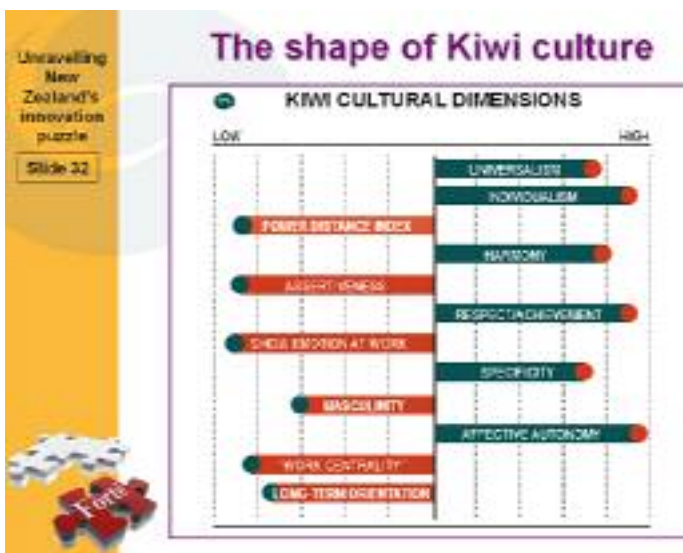 Unravelling
New
Zealand's
innovation
puzzle
Slide 32
The shape of Kiwi culture
KIWI CULTURAL DIMENSIONS
LOW
HIGH
UNIVERSALISM
INDIVIDUALISM
POWER DISTANCE INDEX
HARMONY
ASSERTIVENESS
RESPECT/ACHIEVEMENT
SHOW EMOTION AT WORK
SPECIFICITY
MASCULINITY
AFFECTIVE AUTONOMY
WORK CENTRALITY
LONG-TERM ORIENTATION